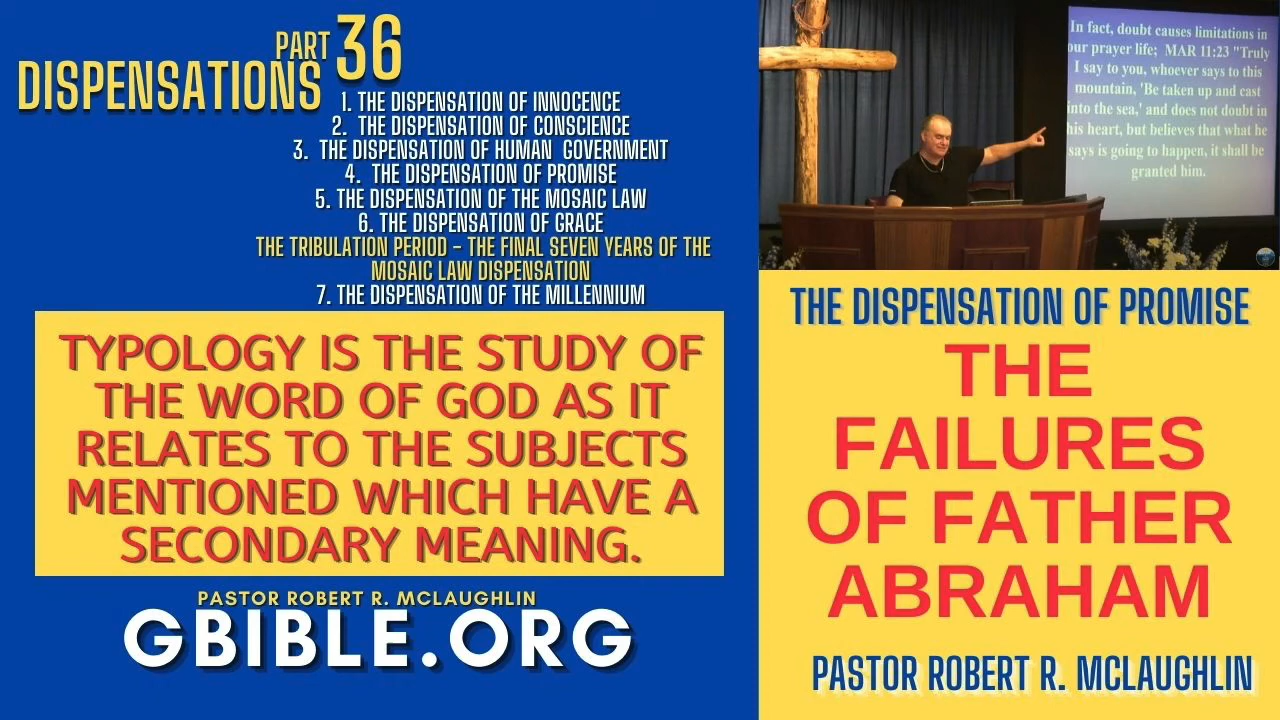 PART 36
DISPENSATIONS
1. THE DISPENSATION OF INNOCENCE
2. THE DISPENSATION OF CONSCIENCE
3. THE DISPENSATION OF HUMAN GOVERNMENT
4. THE DISPENSATION OF PROMISE
5. THE DISPENSATION OF THE MOSAIC LAW
6. THE DISPENSATION OF GRACE
THE TRIBULATION PERIOD - THE FINAL SEVEN YEARS OF THE
MOSAIC LAW DISPENSATION
7. THE DISPENSATION OF THE MILLENNIUM
TYPOLOGY IS THE STUDY OF
THE WORD OF GOD AS IT
RELATES TO THE SUBJECTS
MENTIONED WHICH HAVE A
SECONDARY MEANING.
PASTOR ROBERT R. MCLAUGHLIN
GBIBLE.ORG
In fact, doubt causes limitations in
our prayer life; MAR 11:23 "Truly
I say to you, whoever says to this
mountain, 'Be taken up and cast
into the sea,' and does not doubt in
his heart, but believes that what he
says is going to happen, it shall be
granted him.
THE DISPENSATION OF PROMISE
THE
FAILURES
OF FATHER
ABRAHAM
PASTOR ROBERT R. MCLAUGHLIN